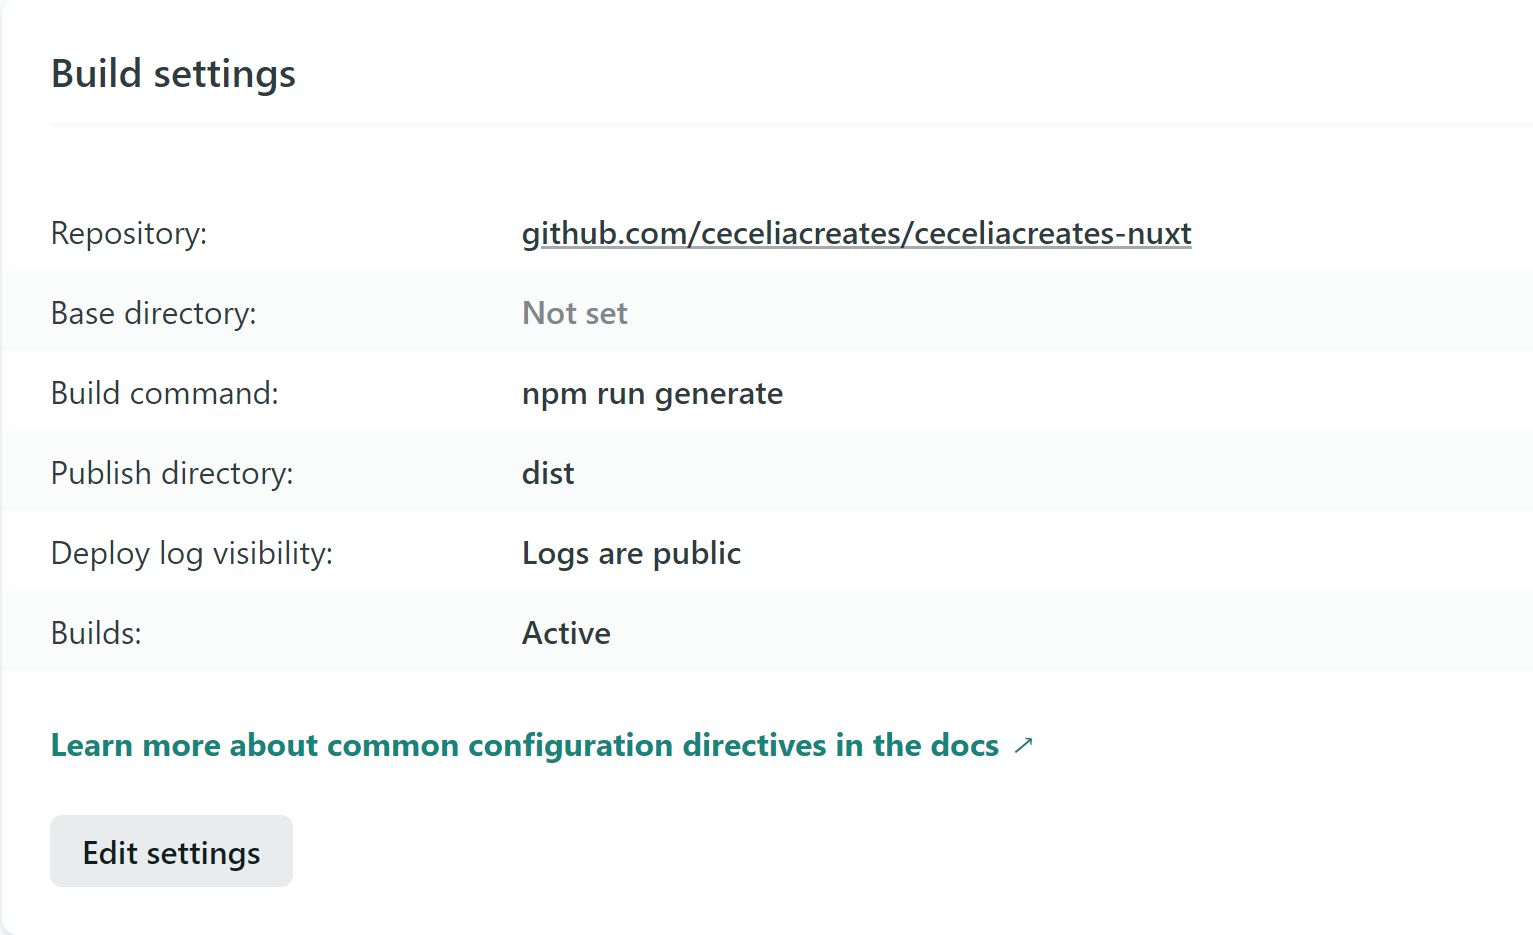 Build settings
Repository: github.com/ceceliacreates/ceceliacreates-nuxt
Base directory: Not set
Build command: npm run generate
Publish directory: dist
Deploy log visibility: Logs are public
Builds: Active
Learn more about common configuration directives in the docs ↗
Edit settings